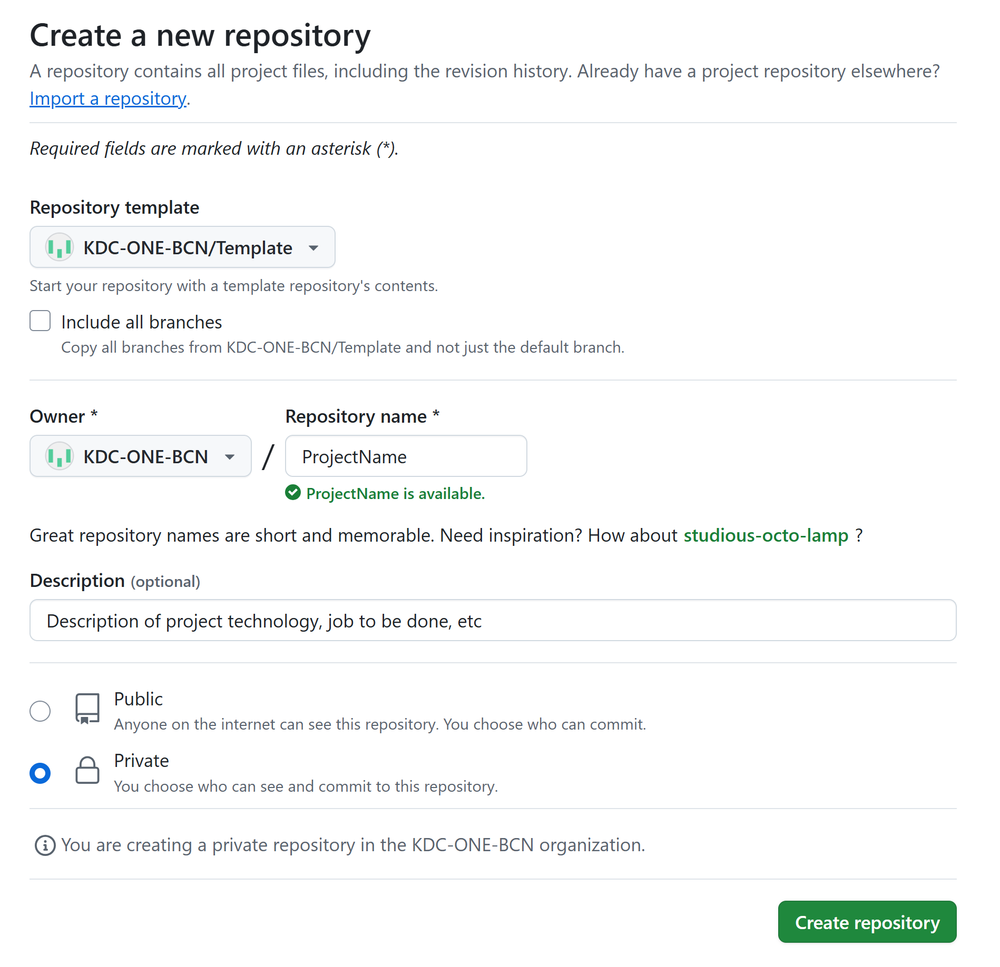 Create a new repository
A repository contains all project files, including the revision history. Already have a project repository elsewhere?
Import a repository.
Required fields are marked with an asterisk (*).
Repository template
KDC-ONE-BCN/Template
Start your repository with a template repository's contents.
Include all branches
Copy all branches from KDC-ONE-BCN/Template and not just the default branch.
Owner * Repository name *
KDC-ONE-BCN / ProjectName
ProjectName is available.
Great repository names are short and memorable. Need inspiration? How about studious-octo-lamp ?
Description (optional)
Description of project technology, job to be done, etc
Public
Anyone on the internet can see this repository. You choose who can commit.
Private
You choose who can see and commit to this repository.
You are creating a private repository in the KDC-ONE-BCN organization.
Create repository